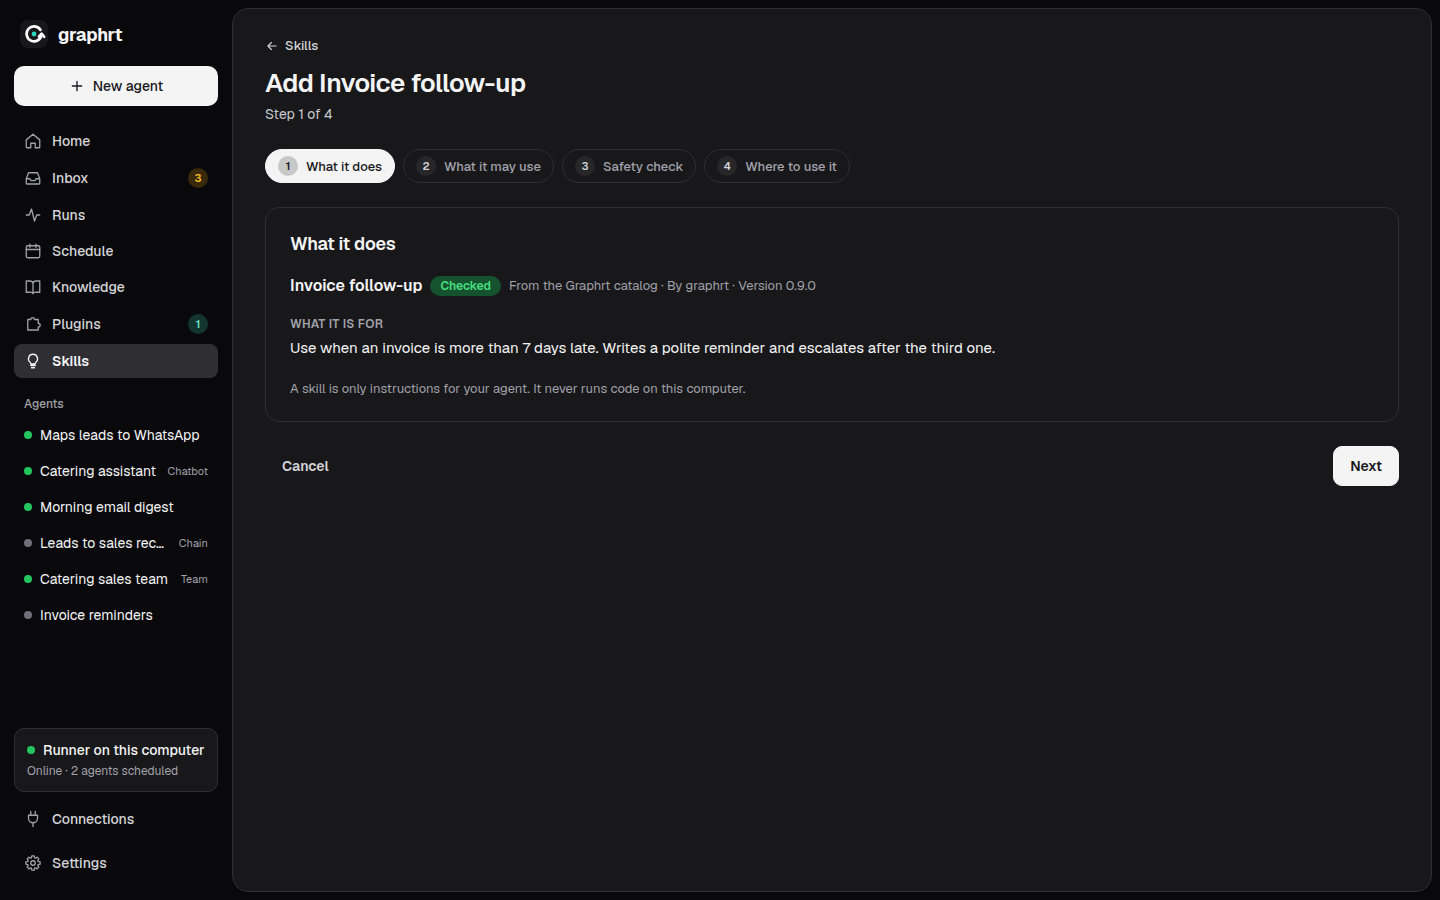 graphrt
New agent
Home
Inbox 3
Runs
Schedule
Knowledge
Plugins 1
Skills
Agents
Maps leads to WhatsApp
Catering assistant Chatbot
Morning email digest
Leads to sales rec... Chain
Catering sales team Team
Invoice reminders
Runner on this computer
Online · 2 agents scheduled
Connections
Settings
Skills
Add Invoice follow-up
Step 1 of 4
1 What it does 2 What it may use 3 Safety check 4 Where to use it
What it does
Invoice follow-up Checked From the Graphrt catalog · By graphrt · Version 0.9.0
WHAT IT IS FOR
Use when an invoice is more than 7 days late. Writes a polite reminder and escalates after the third one.
A skill is only instructions for your agent. It never runs code on this computer.
Cancel Next